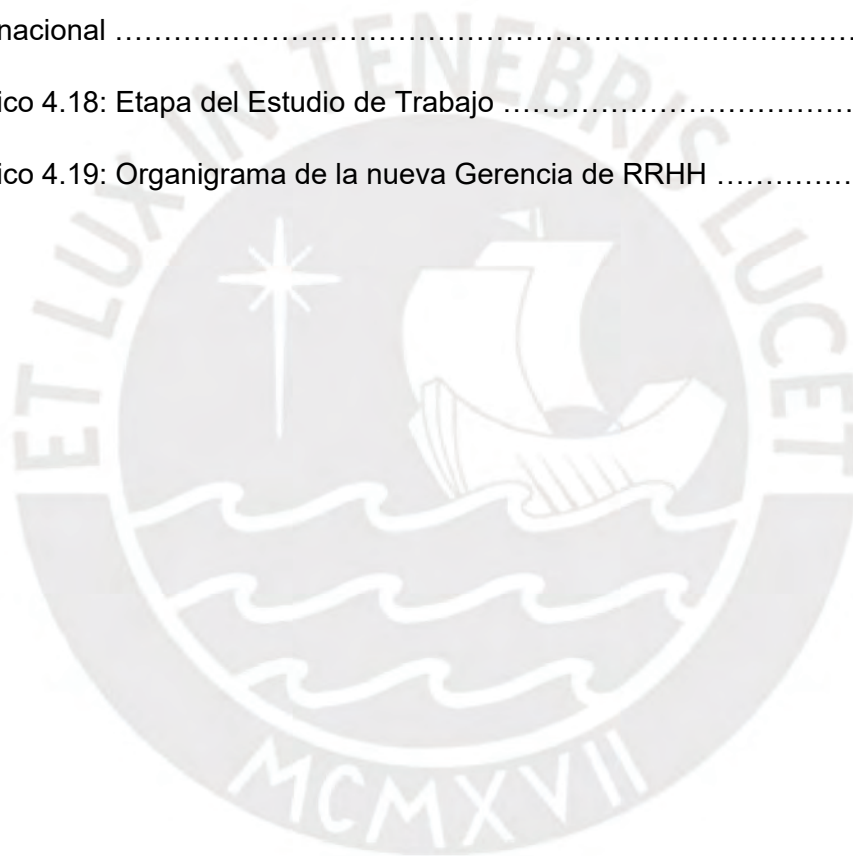 nacional ……………………………………………………………………
ico 4.18: Etapa del Estudio de Trabajo ………………………………
ico 4.19: Organigrama de la nueva Gerencia de RRHH ……………
ET LUX IN TENEBRIS LUCET
MCMXVII